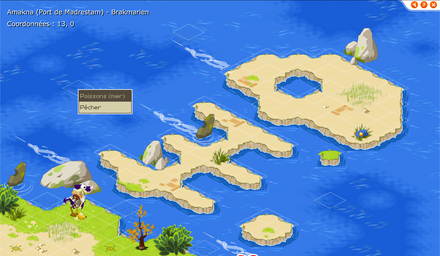 Amakna (Port de Madrestam) - Brakmarien
Coordonnées : 13, 0
Poissons (mer)
Pêcher